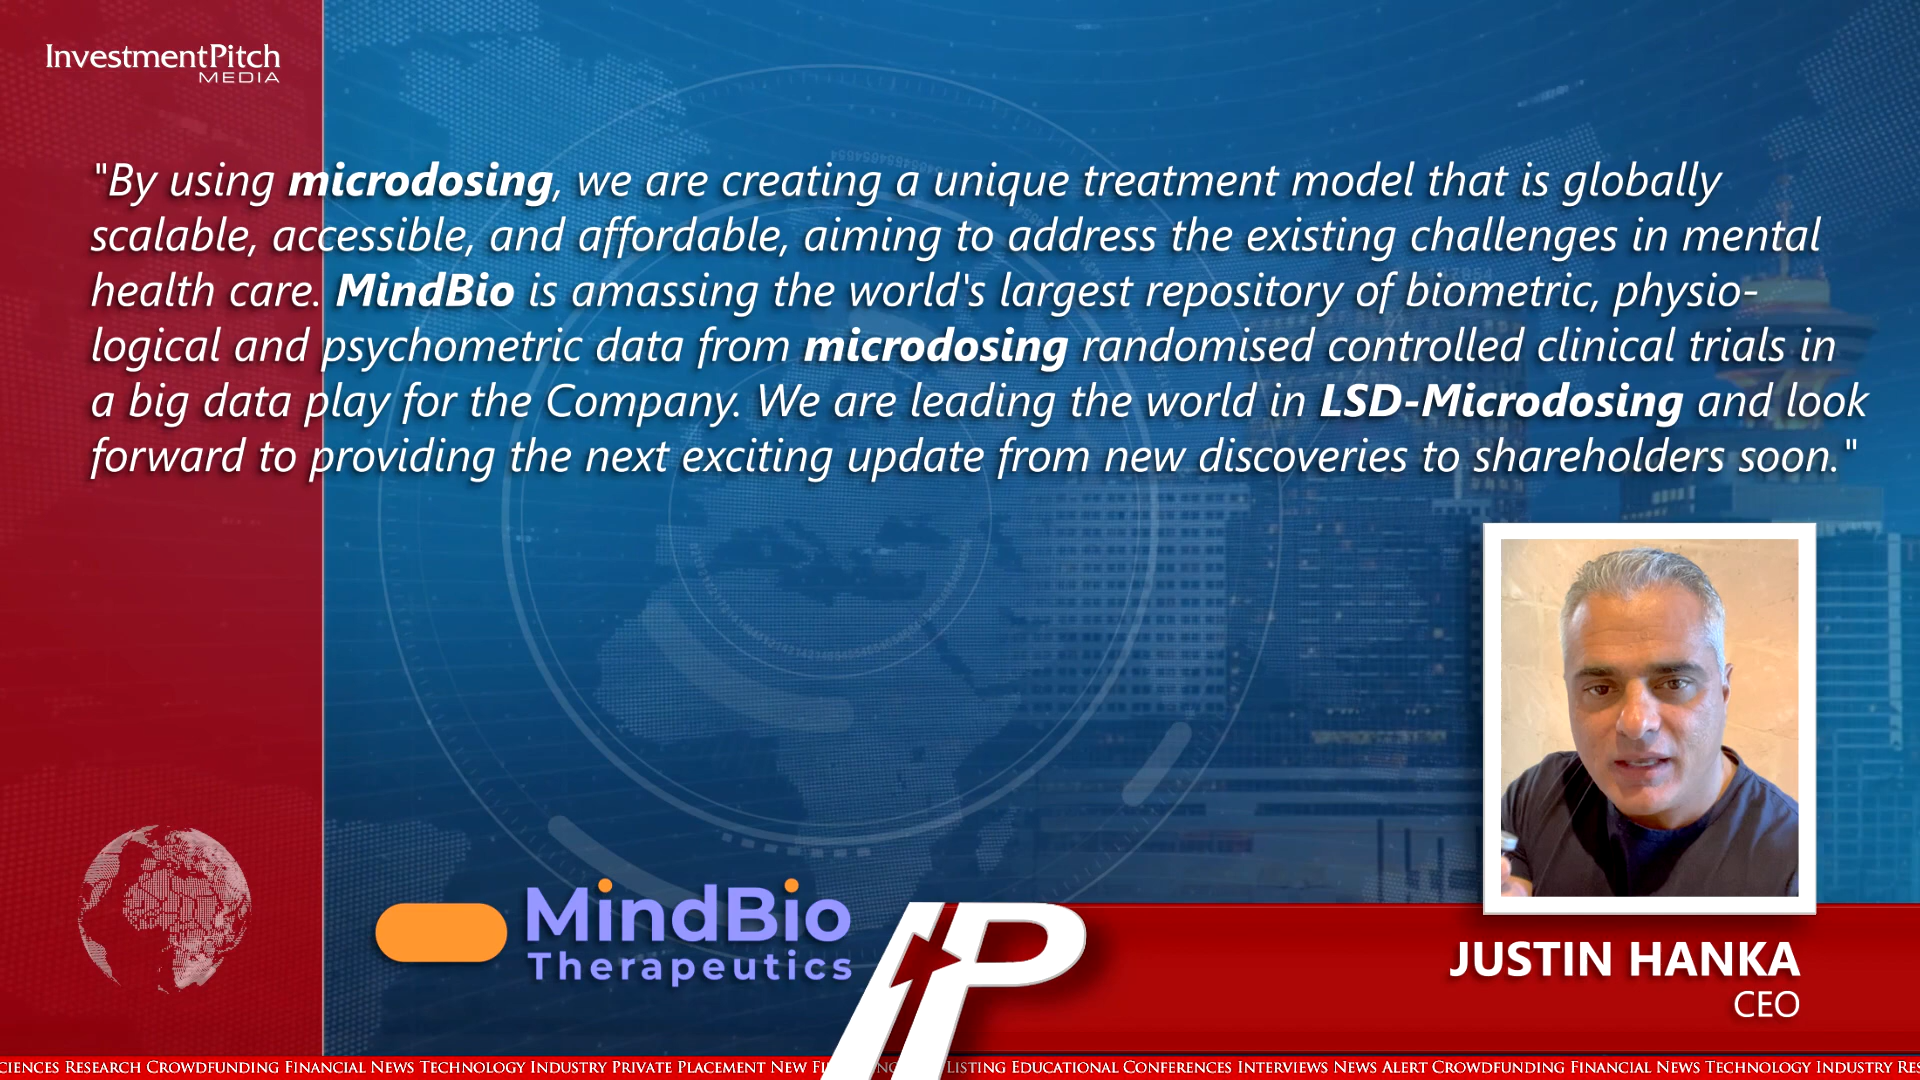 InvestmentPitch
MEDIA
"By using microdosing, we are creating a unique treatment model that is globally
scalable, accessible, and affordable, aiming to address the existing challenges in mental
health care. MindBio is amassing the world's largest repository of biometric, physio-
logical and psychometric data from microdosing randomised controlled clinical trials in
a big data play for the Company. We are leading the world in LSD-Microdosing and look
forward to providing the next exciting update from new discoveries to shareholders soon."
MindBio
Therapeutics
IP
JUSTIN HANKA
CEO
CIENCES RESEARCH CROWDFUNDING FINANCIAL NEWS TECHNOLOGY INDUSTRY PRIVATE PLACEMENT NEW FI LISTING EDUCATIONAL CONFERENCES INTERVIEWS NEWS ALERT CROWDFUNDING FINANCIAL NEWS TECHNOLOGY INDUSTRY RES